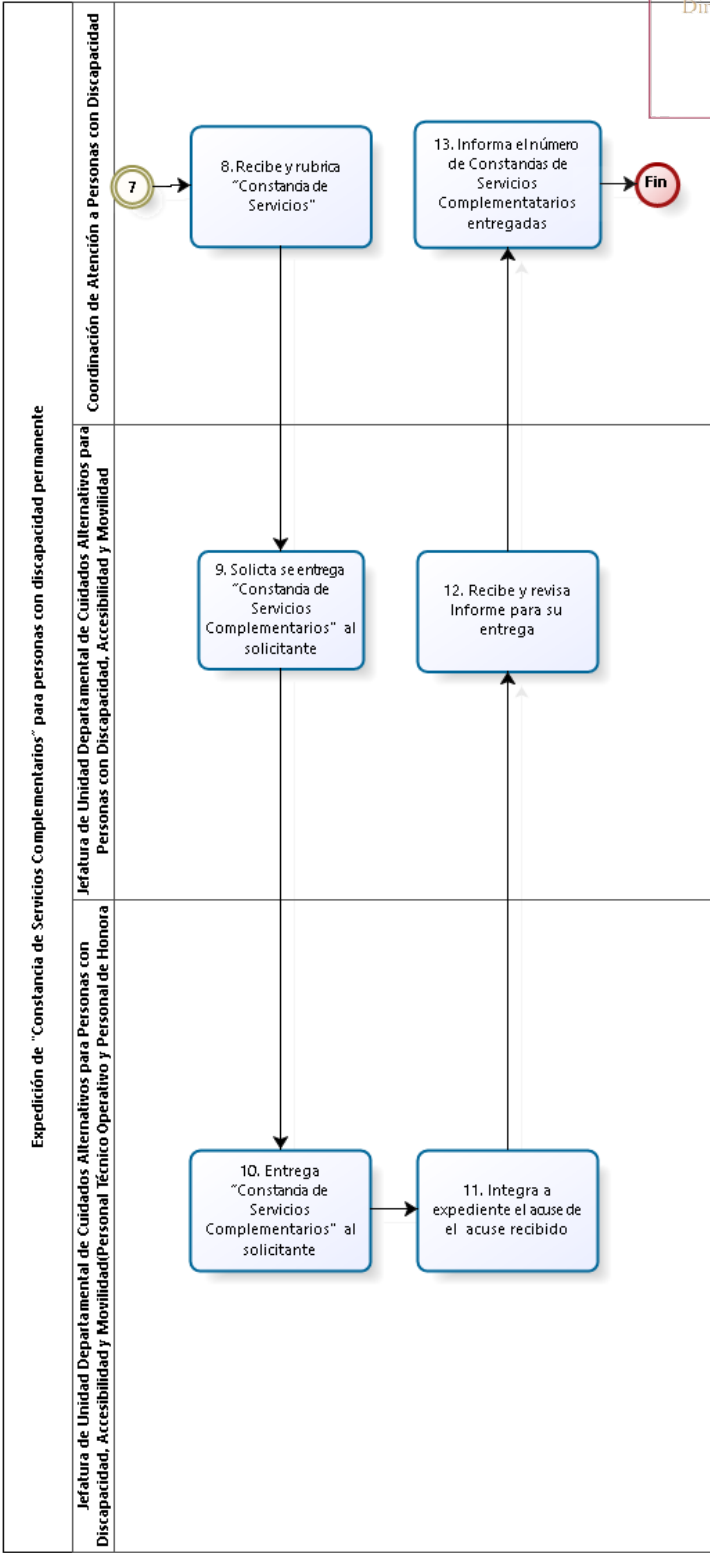 Dir
Expedición de "Constancia de Servicios Complementarios" para personas con discapacidad permanente
Coordinación de Atención a Personas con Discapacidad
7
8. Recibe y rubrica
"Constancia de
Servicios"
13. Informa el número
de Constancias de
Servicios
Complementatarios
entregadas
Fin
Jefatura de Unidad Departamental de Cuidados Alternativos para
Personas con Discapacidad, Accesibilidad y Movilidad
9. Solicta se entrega
"Constancia de
Servicios
Complementarios" al
solicitante
12. Recibe y revisa
Informe para su
entrega
Jefatura de Unidad Departamental de Cuidados Alternativos para Personas con
Discapacidad, Accesibilidad y Movilidad(Personal Técnico Operativo y Personal de Honora
10. Entrega
"Constancia de
Servicios
Complementarios" al
solicitante
11. Integra a
expediente el acuse de
el acuse recibido